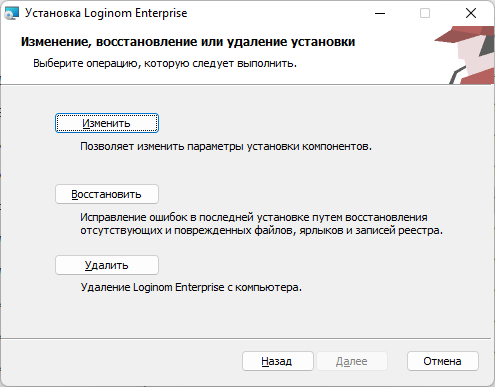 Установка Loginom Enterprise
Изменение, восстановление или удаление установки
Выберите операцию, которую следует выполнить.
Изменить
Позволяет изменить параметры установки компонентов.
Восстановить
Исправление ошибок в последней установке путем восстановления
отсутствующих и поврежденных файлов, ярлыков и записей реестра.
Удалить
Удаление Loginom Enterprise с компьютера.
Назад
Далее
Отмена